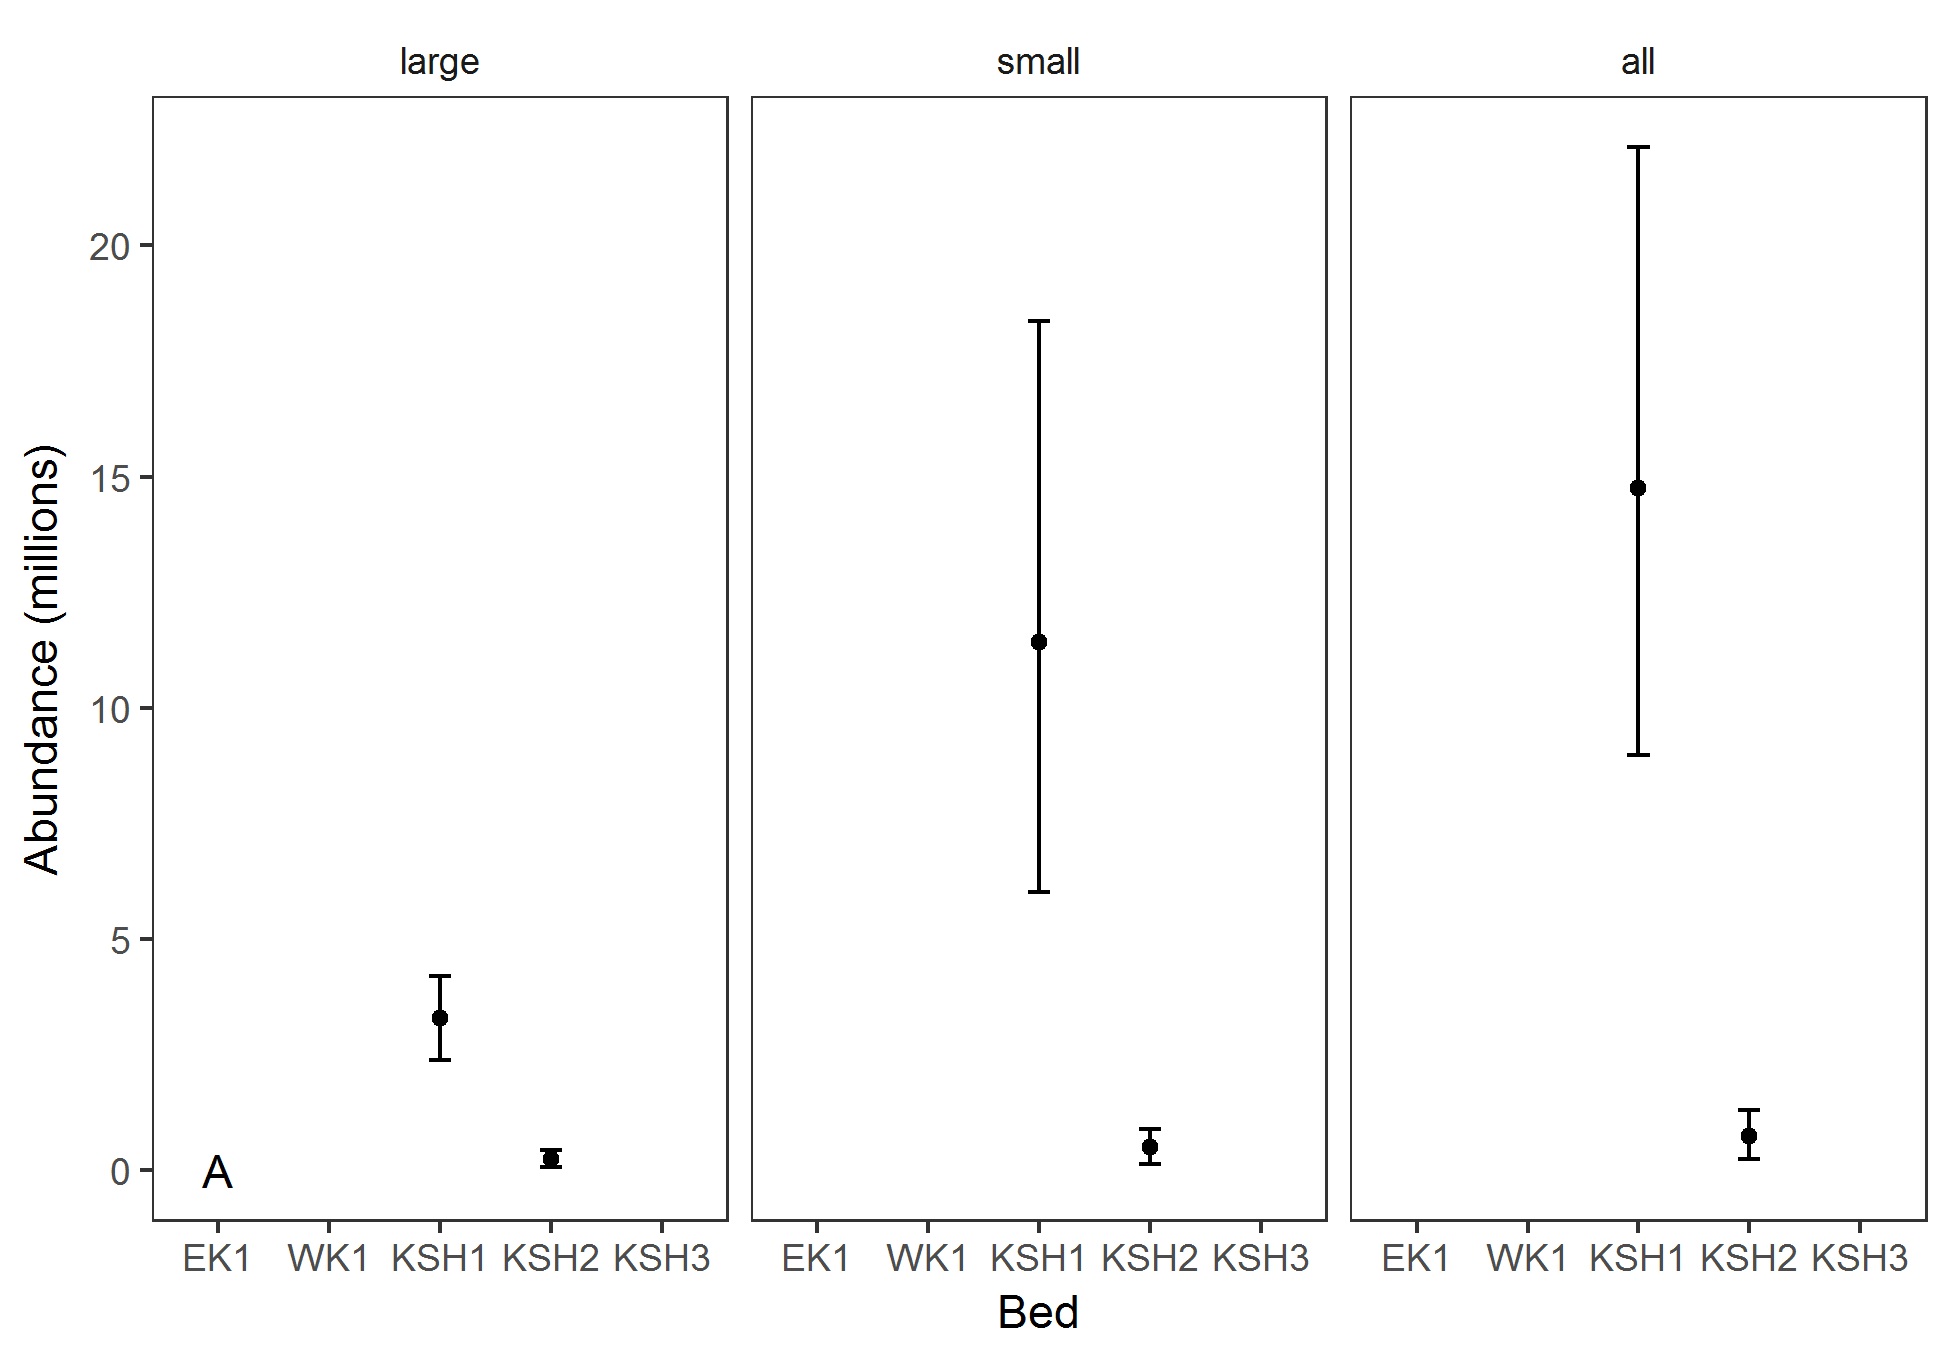 large small all
20
15
10
5
0
Abundance (millions)
A
EK1 WK1 KSH1 KSH2 KSH3 EK1 WK1 KSH1 KSH2 KSH3 EK1 WK1 KSH1 KSH2 KSH3
Bed